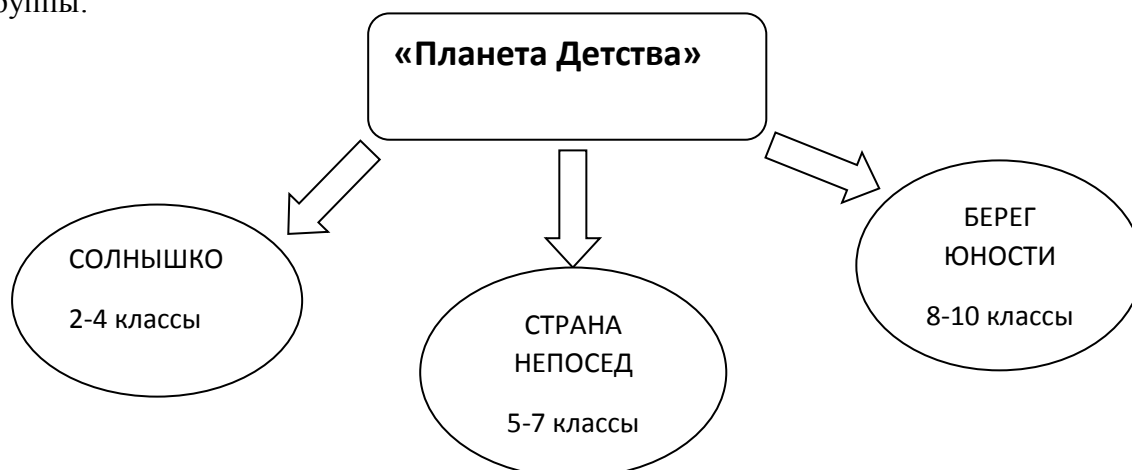 «Планета Детства»
СОЛНЫШКО
2-4 классы
СТРАНА
НЕПОСЕД
5-7 классы
БЕРЕГ
ЮНОСТИ
8-10 классы